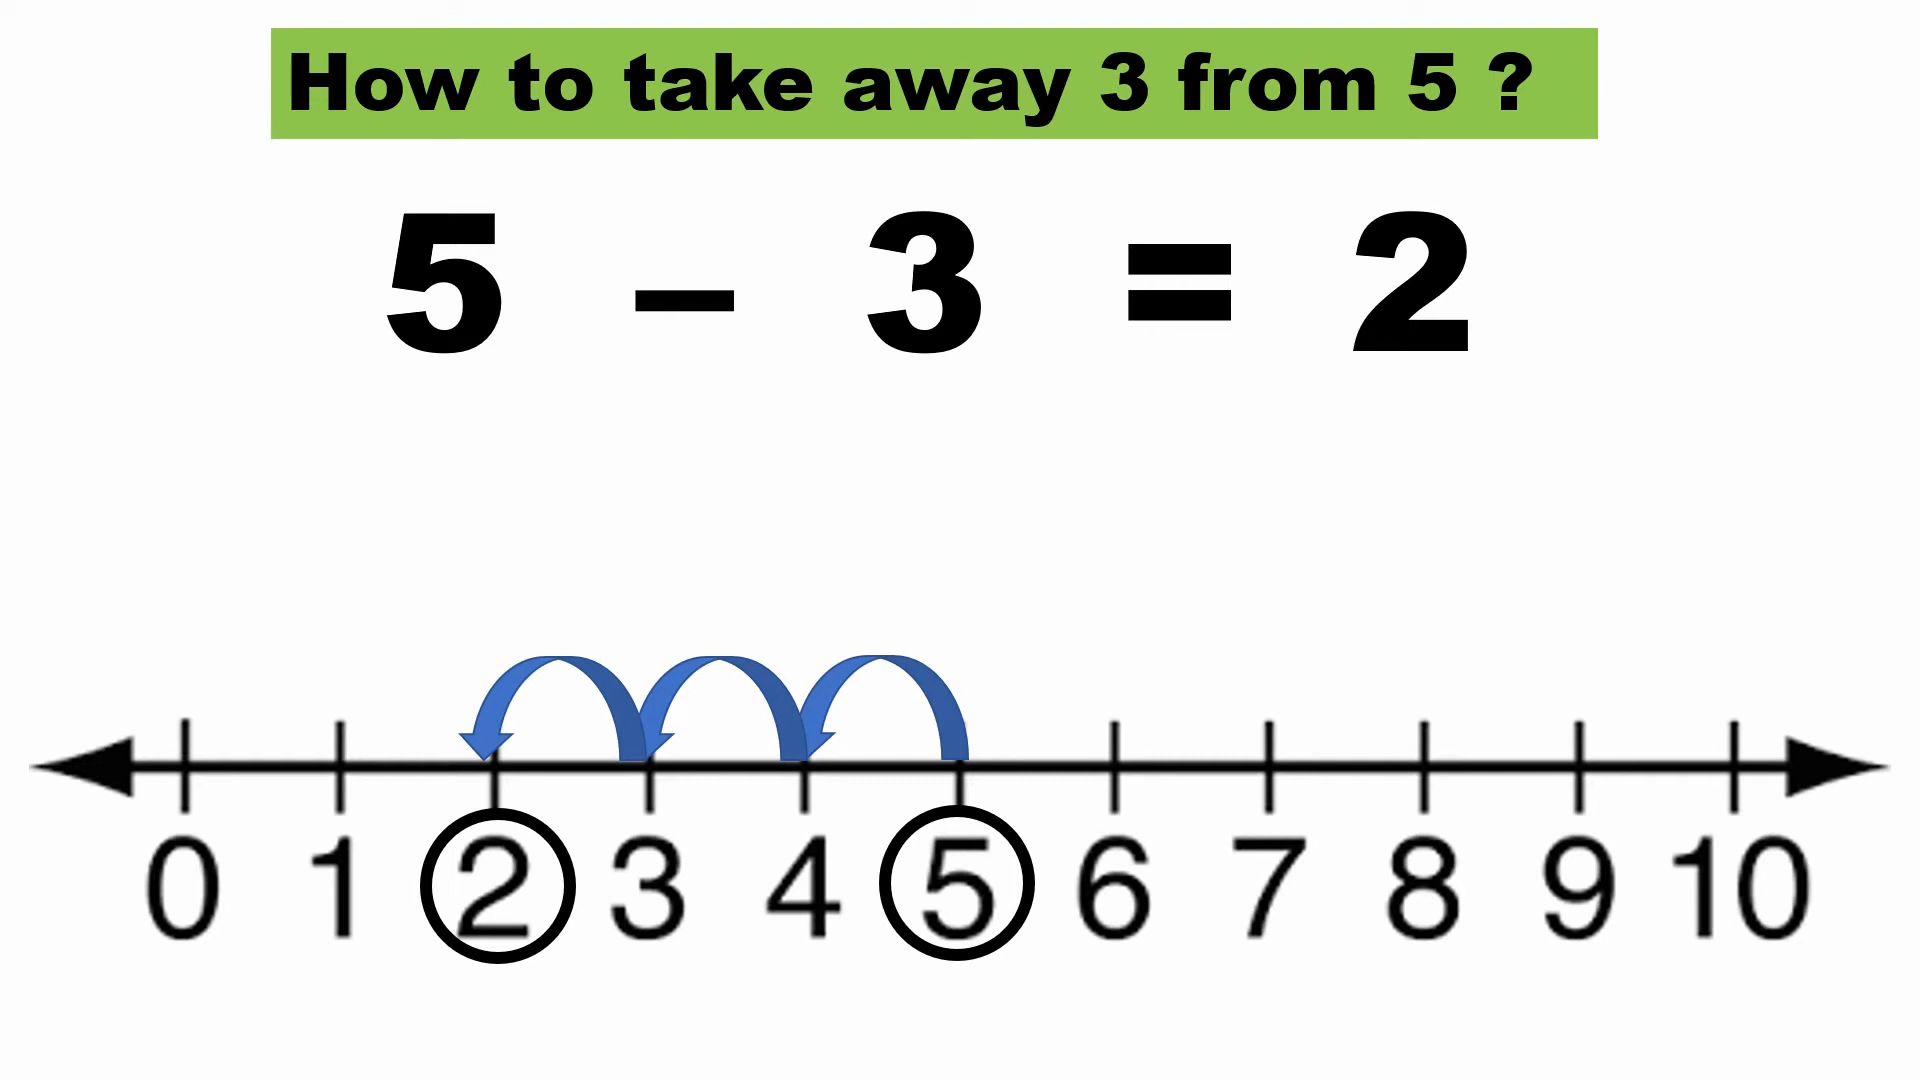 How to take away 3 from 5 ?
5 – 3 = 2
0 1 2 3 4 5 6 7 8 9 10